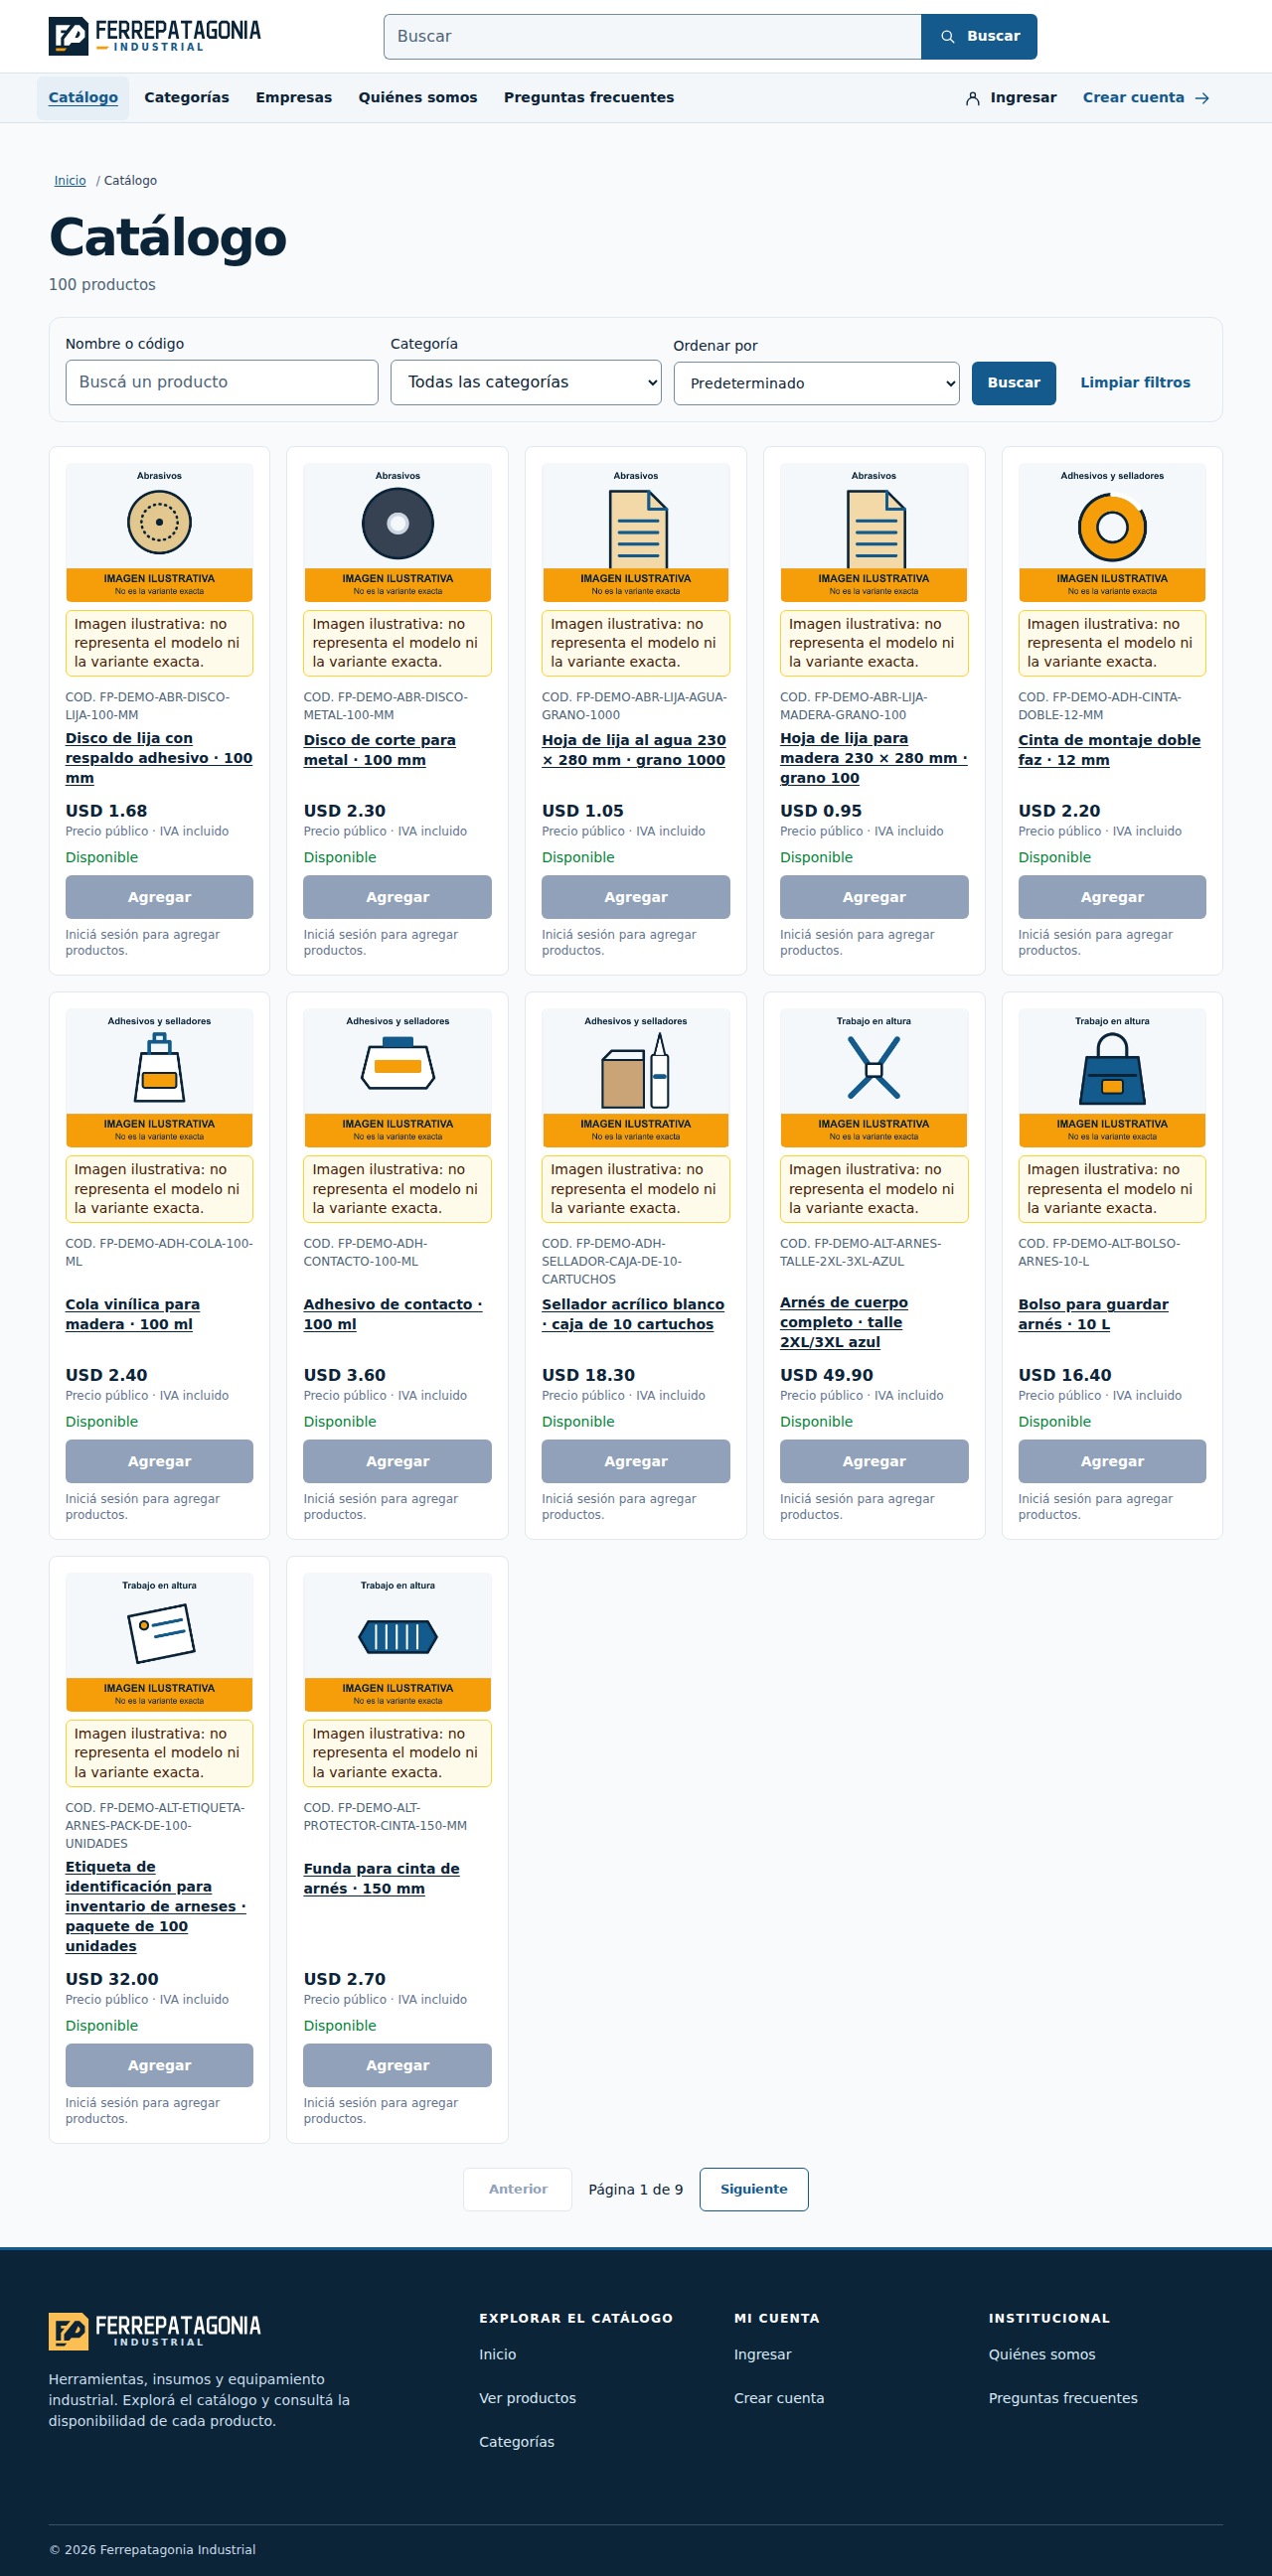 FERREPATAGONIA
INDUSTRIAL
Buscar
Buscar
Catálogo
Categorías
Empresas
Quiénes somos
Preguntas frecuentes
Ingresar
Crear cuenta
Inicio / Catálogo
Catálogo
100 productos
Nombre o código
Categoría
Ordenar por
Buscá un producto
Todas las categorías
Predeterminado
Buscar
Limpiar filtros
Abrasivos
IMAGEN ILUSTRATIVA
No es la variante exacta
Imagen ilustrativa: no
representa el modelo ni
la variante exacta.
COD. FP-DEMO-ABR-DISCO-
LIJA-100-MM
Disco de lija con
respaldo adhesivo · 100
mm
USD 1.68
Precio público · IVA incluido
Disponible
Agregar
Iniciá sesión para agregar
productos.
Abrasivos
IMAGEN ILUSTRATIVA
No es la variante exacta
Imagen ilustrativa: no
representa el modelo ni
la variante exacta.
COD. FP-DEMO-ABR-DISCO-
METAL-100-MM
Disco de corte para
metal · 100 mm
USD 2.30
Precio público · IVA incluido
Disponible
Agregar
Iniciá sesión para agregar
productos.
Abrasivos
IMAGEN ILUSTRATIVA
No es la variante exacta
Imagen ilustrativa: no
representa el modelo ni
la variante exacta.
COD. FP-DEMO-ABR-LIJA-AGUA-
GRANO-1000
Hoja de lija al agua 230
× 280 mm · grano 1000
USD 1.05
Precio público · IVA incluido
Disponible
Agregar
Iniciá sesión para agregar
productos.
Abrasivos
IMAGEN ILUSTRATIVA
No es la variante exacta
Imagen ilustrativa: no
representa el modelo ni
la variante exacta.
COD. FP-DEMO-ABR-LIJA-
MADERA-GRANO-100
Hoja de lija para
madera 230 × 280 mm ·
grano 100
USD 0.95
Precio público · IVA incluido
Disponible
Agregar
Iniciá sesión para agregar
productos.
Adhesivos y selladores
IMAGEN ILUSTRATIVA
No es la variante exacta
Imagen ilustrativa: no
representa el modelo ni
la variante exacta.
COD. FP-DEMO-ADH-CINTA-
DOBLE-12-MM
Cinta de montaje doble
faz · 12 mm
USD 2.20
Precio público · IVA incluido
Disponible
Agregar
Iniciá sesión para agregar
productos.
Adhesivos y selladores
IMAGEN ILUSTRATIVA
No es la variante exacta
Imagen ilustrativa: no
representa el modelo ni
la variante exacta.
COD. FP-DEMO-ADH-COLA-100-
ML
Cola vinílica para
madera · 100 ml
USD 2.40
Precio público · IVA incluido
Disponible
Agregar
Iniciá sesión para agregar
productos.
Adhesivos y selladores
IMAGEN ILUSTRATIVA
No es la variante exacta
Imagen ilustrativa: no
representa el modelo ni
la variante exacta.
COD. FP-DEMO-ADH-
CONTACTO-100-ML
Adhesivo de contacto ·
100 ml
USD 3.60
Precio público · IVA incluido
Disponible
Agregar
Iniciá sesión para agregar
productos.
Adhesivos y selladores
IMAGEN ILUSTRATIVA
No es la variante exacta
Imagen ilustrativa: no
representa el modelo ni
la variante exacta.
COD. FP-DEMO-ADH-
SELLADOR-CAJA-DE-10-
CARTUCHOS
Sellador acrílico blanco
· caja de 10 cartuchos
USD 18.30
Precio público · IVA incluido
Disponible
Agregar
Iniciá sesión para agregar
productos.
Trabajo en altura
IMAGEN ILUSTRATIVA
No es la variante exacta
Imagen ilustrativa: no
representa el modelo ni
la variante exacta.
COD. FP-DEMO-ALT-ARNES-
TALLE-2XL-3XL-AZUL
Arnés de cuerpo
completo · talle
2XL/3XL azul
USD 49.90
Precio público · IVA incluido
Disponible
Agregar
Iniciá sesión para agregar
productos.
Trabajo en altura
IMAGEN ILUSTRATIVA
No es la variante exacta
Imagen ilustrativa: no
representa el modelo ni
la variante exacta.
COD. FP-DEMO-ALT-BOLSO-
ARNES-10-L
Bolso para guardar
arnés · 10 L
USD 16.40
Precio público · IVA incluido
Disponible
Agregar
Iniciá sesión para agregar
productos.
Trabajo en altura
IMAGEN ILUSTRATIVA
No es la variante exacta
Imagen ilustrativa: no
representa el modelo ni
la variante exacta.
COD. FP-DEMO-ALT-ETIQUETA-
ARNES-PACK-DE-100-
UNIDADES
Etiqueta de
identificación para
inventario de arneses ·
paquete de 100
unidades
USD 32.00
Precio público · IVA incluido
Disponible
Agregar
Iniciá sesión para agregar
productos.
Trabajo en altura
IMAGEN ILUSTRATIVA
No es la variante exacta
Imagen ilustrativa: no
representa el modelo ni
la variante exacta.
COD. FP-DEMO-ALT-
PROTECTOR-CINTA-150-MM
Funda para cinta de
arnés · 150 mm
USD 2.70
Precio público · IVA incluido
Disponible
Agregar
Iniciá sesión para agregar
productos.
Anterior
Página 1 de 9
Siguiente
FERREPATAGONIA
INDUSTRIAL
Herramientas, insumos y equipamiento
industrial. Explorá el catálogo y consultá la
disponibilidad de cada producto.
EXPLORAR EL CATÁLOGO
Inicio
Ver productos
Categorías
MI CUENTA
Ingresar
Crear cuenta
INSTITUCIONAL
Quiénes somos
Preguntas frecuentes
© 2026 Ferrepatagonia Industrial